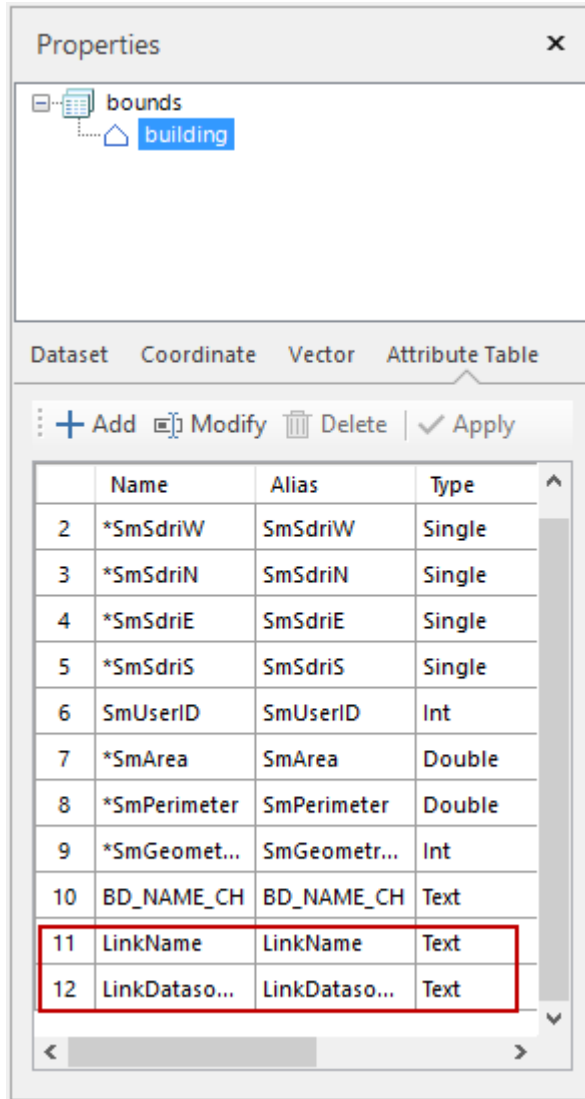 Properties
bounds
building
Dataset Coordinate Vector Attribute Table
Add Modify Delete Apply
Name Alias Type
2 *SmSdriW SmSdriW Single
3 *SmSdriN SmSdriN Single
4 *SmSdriE SmSdriE Single
5 *SmSdriS SmSdriS Single
6 SmUserID SmUserID Int
7 *SmArea SmArea Double
8 *SmPerimeter SmPerimeter Double
9 *SmGeomet... SmGeometr... Int
10 BD_NAME_CH BD_NAME_CH Text
11 LinkName LinkName Text
12 LinkDataso... LinkDataso... Text